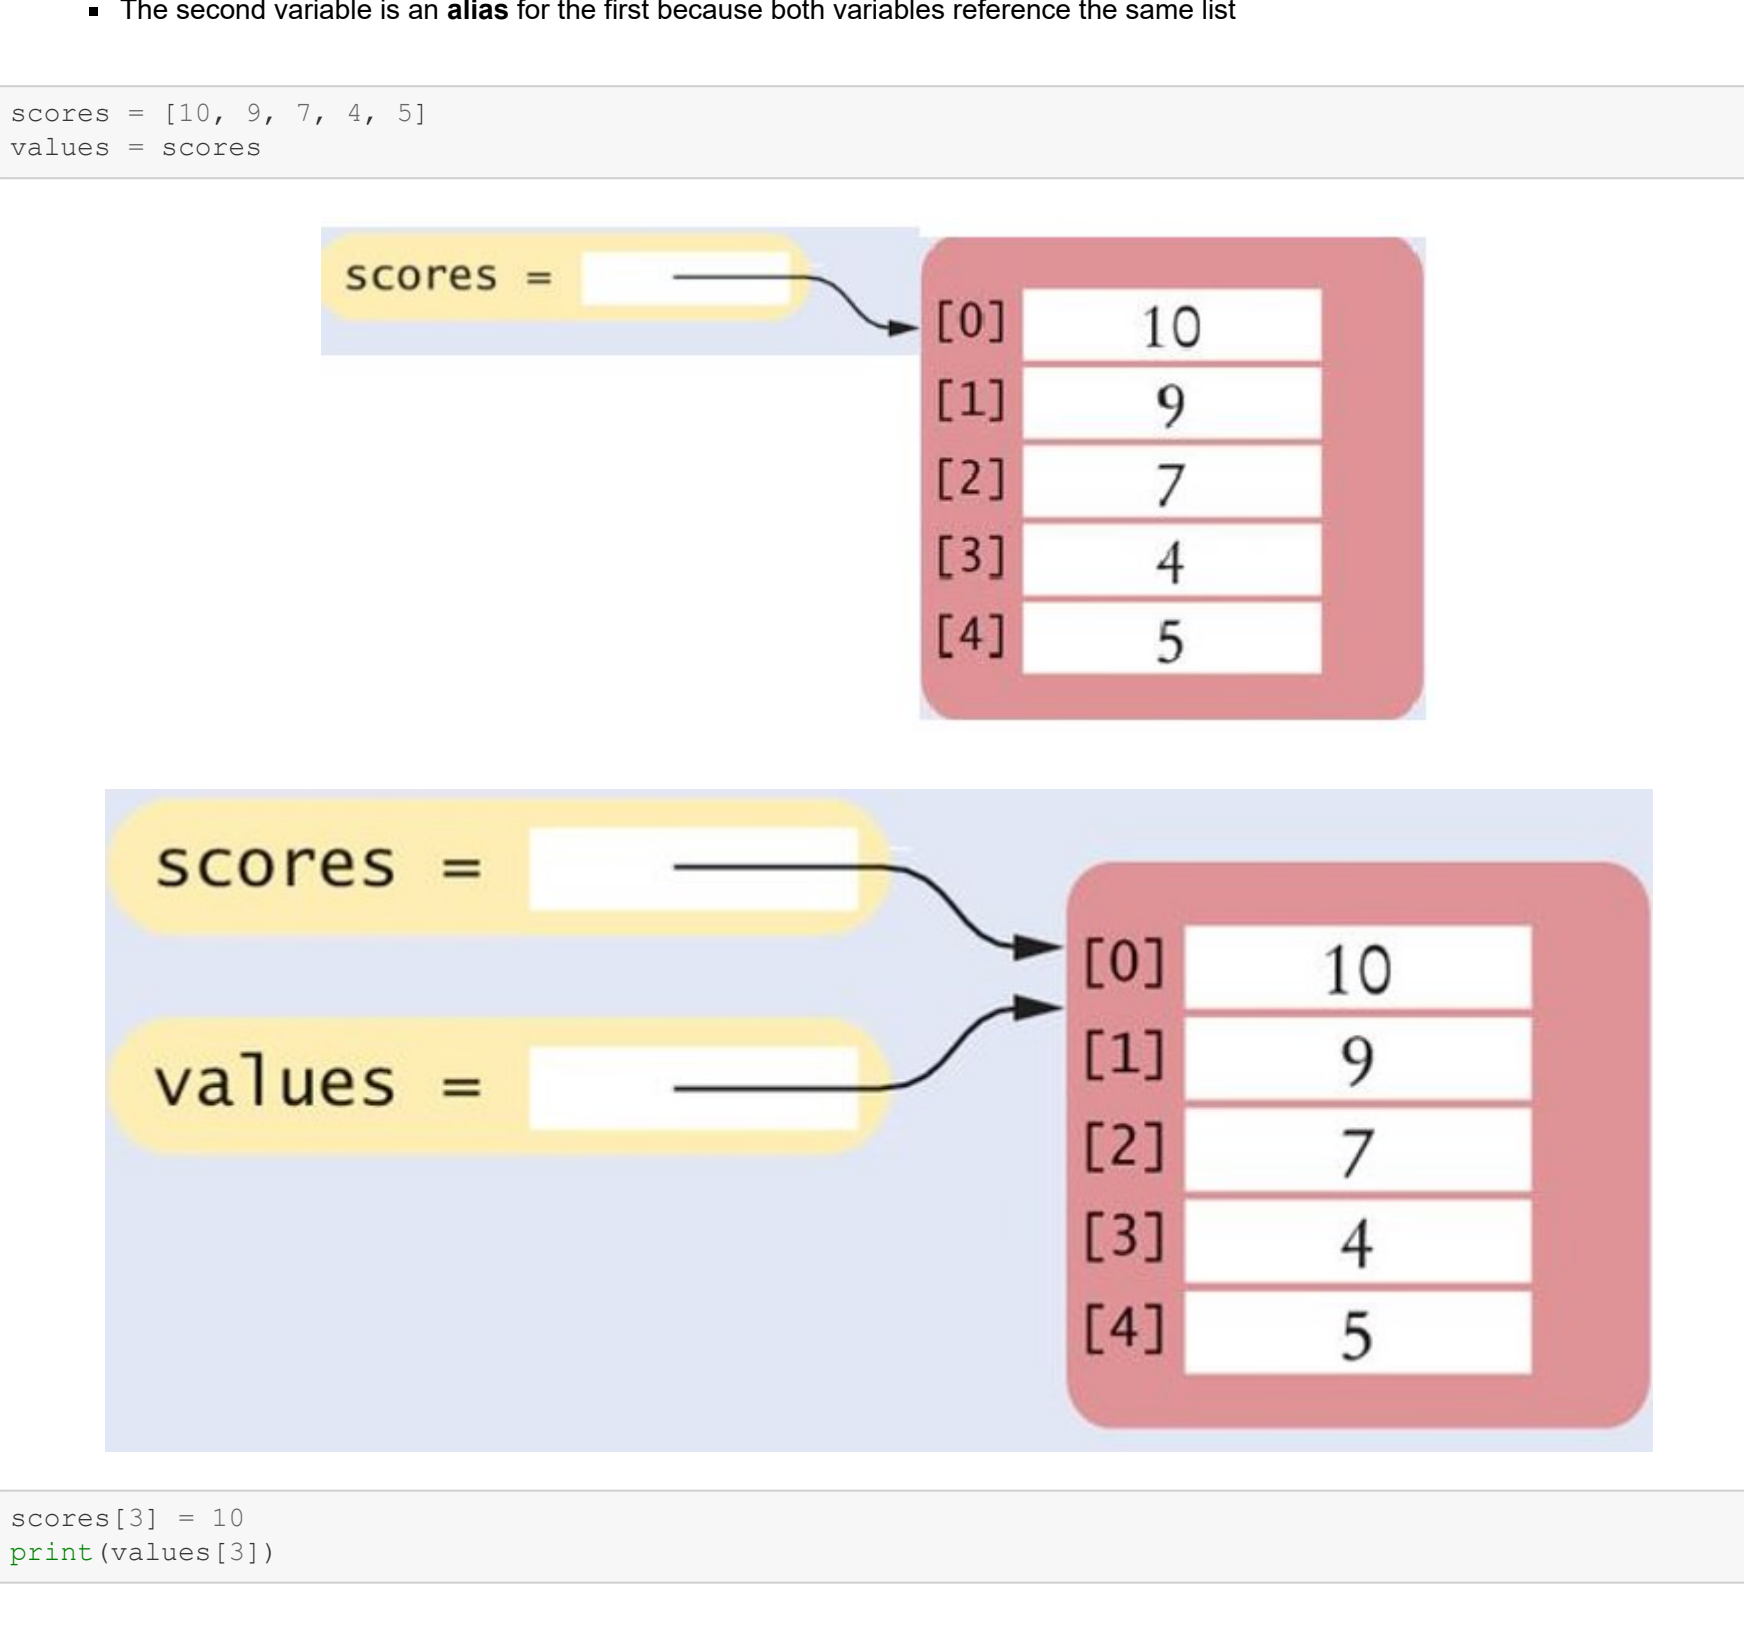 ▪ The second variable is an alias for the first because both variables reference the same list
scores = [10, 9, 7, 4, 5]
values = scores
scores =
[0] 10
[1] 9
[2] 7
[3] 4
[4] 5
scores =
values =
[0] 10
[1] 9
[2] 7
[3] 4
[4] 5
scores[3] = 10
print(values[3])